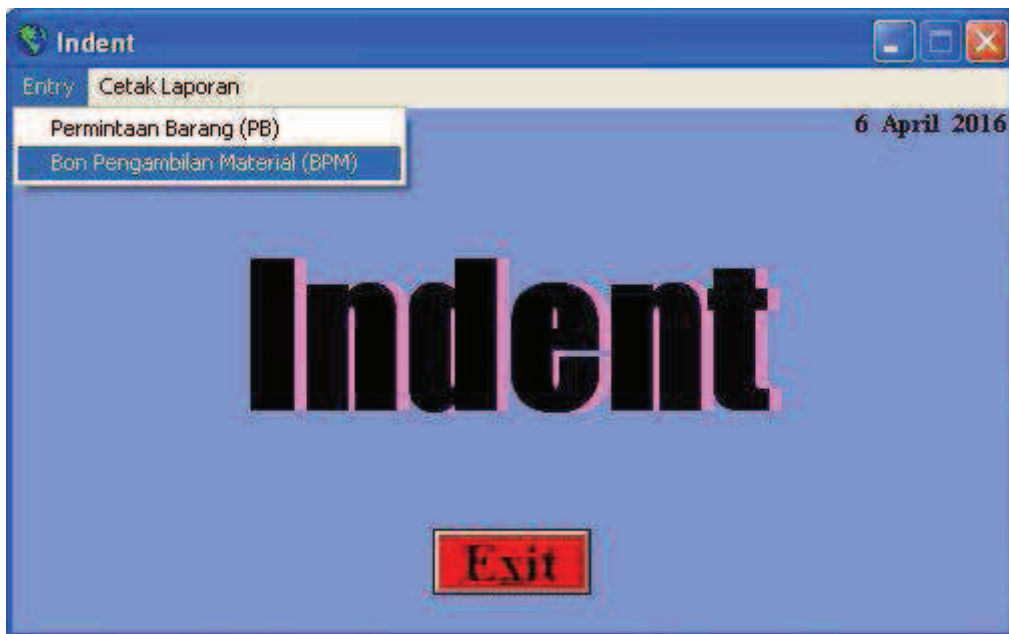 Indent
Entry Cetak Laporan
Permintaan Barang (PB)
Bon Pengambilan Material (BPM)
6 April 2016
Indent
Exit